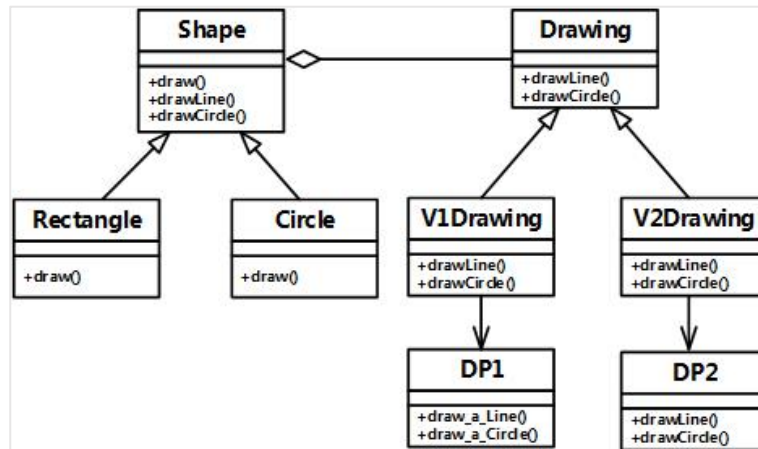 Shape
+draw()
+drawLine()
+drawCircle()
Drawing
+drawLine()
+drawCircle()
Rectangle
+draw()
Circle
+draw()
V1Drawing
+drawLine()
+drawCircle()
V2Drawing
+drawLine()
+drawCircle()
DP1
+draw_a_Line()
+draw_a_Circle()
DP2
+drawLine()
+drawCircle()